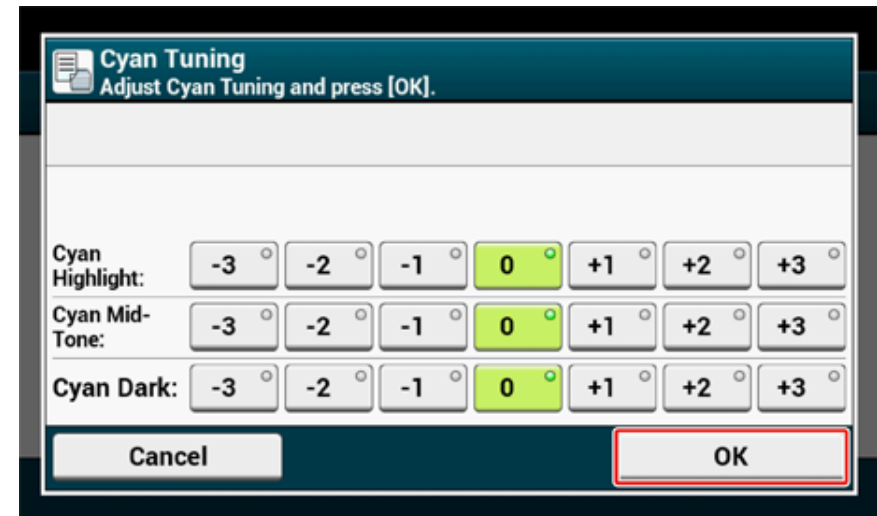 Cyan Tuning
Adjust Cyan Tuning and press [OK].
Cyan
Highlight: -3 -2 -1 0 +1 +2 +3
Cyan Mid-
Tone: -3 -2 -1 0 +1 +2 +3
Cyan Dark: -3 -2 -1 0 +1 +2 +3
Cancel OK